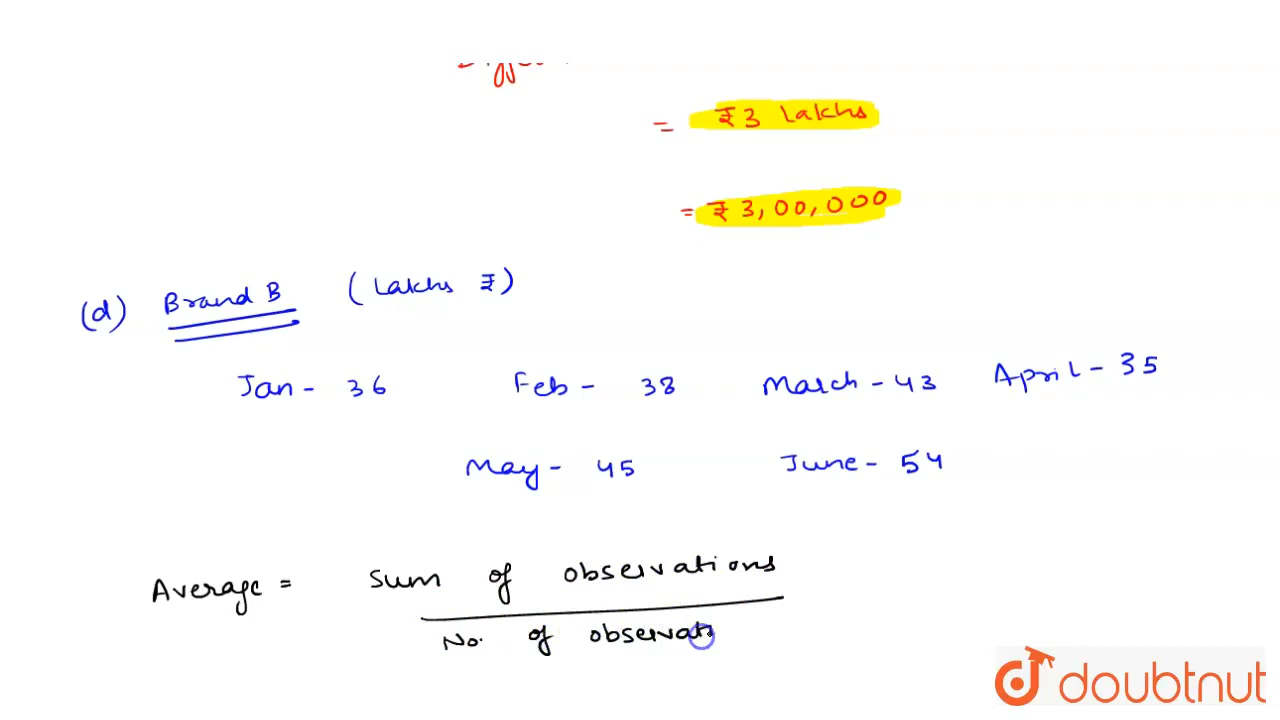 = ₹3 Lakhs
= ₹3,00,000
(d) Brand B (Lakhs ₹)
Jan - 36 Feb - 38 March - 43 April - 35
May - 45 June - 54
Average = Sum of observations
No. of observati
doubtnut